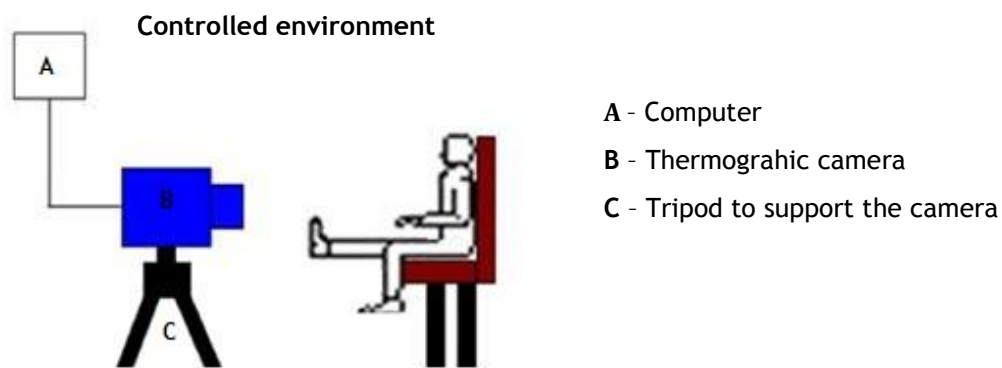 Controlled environment
A
B
C
A – Computer
B – Thermograhic camera
C – Tripod to support the camera